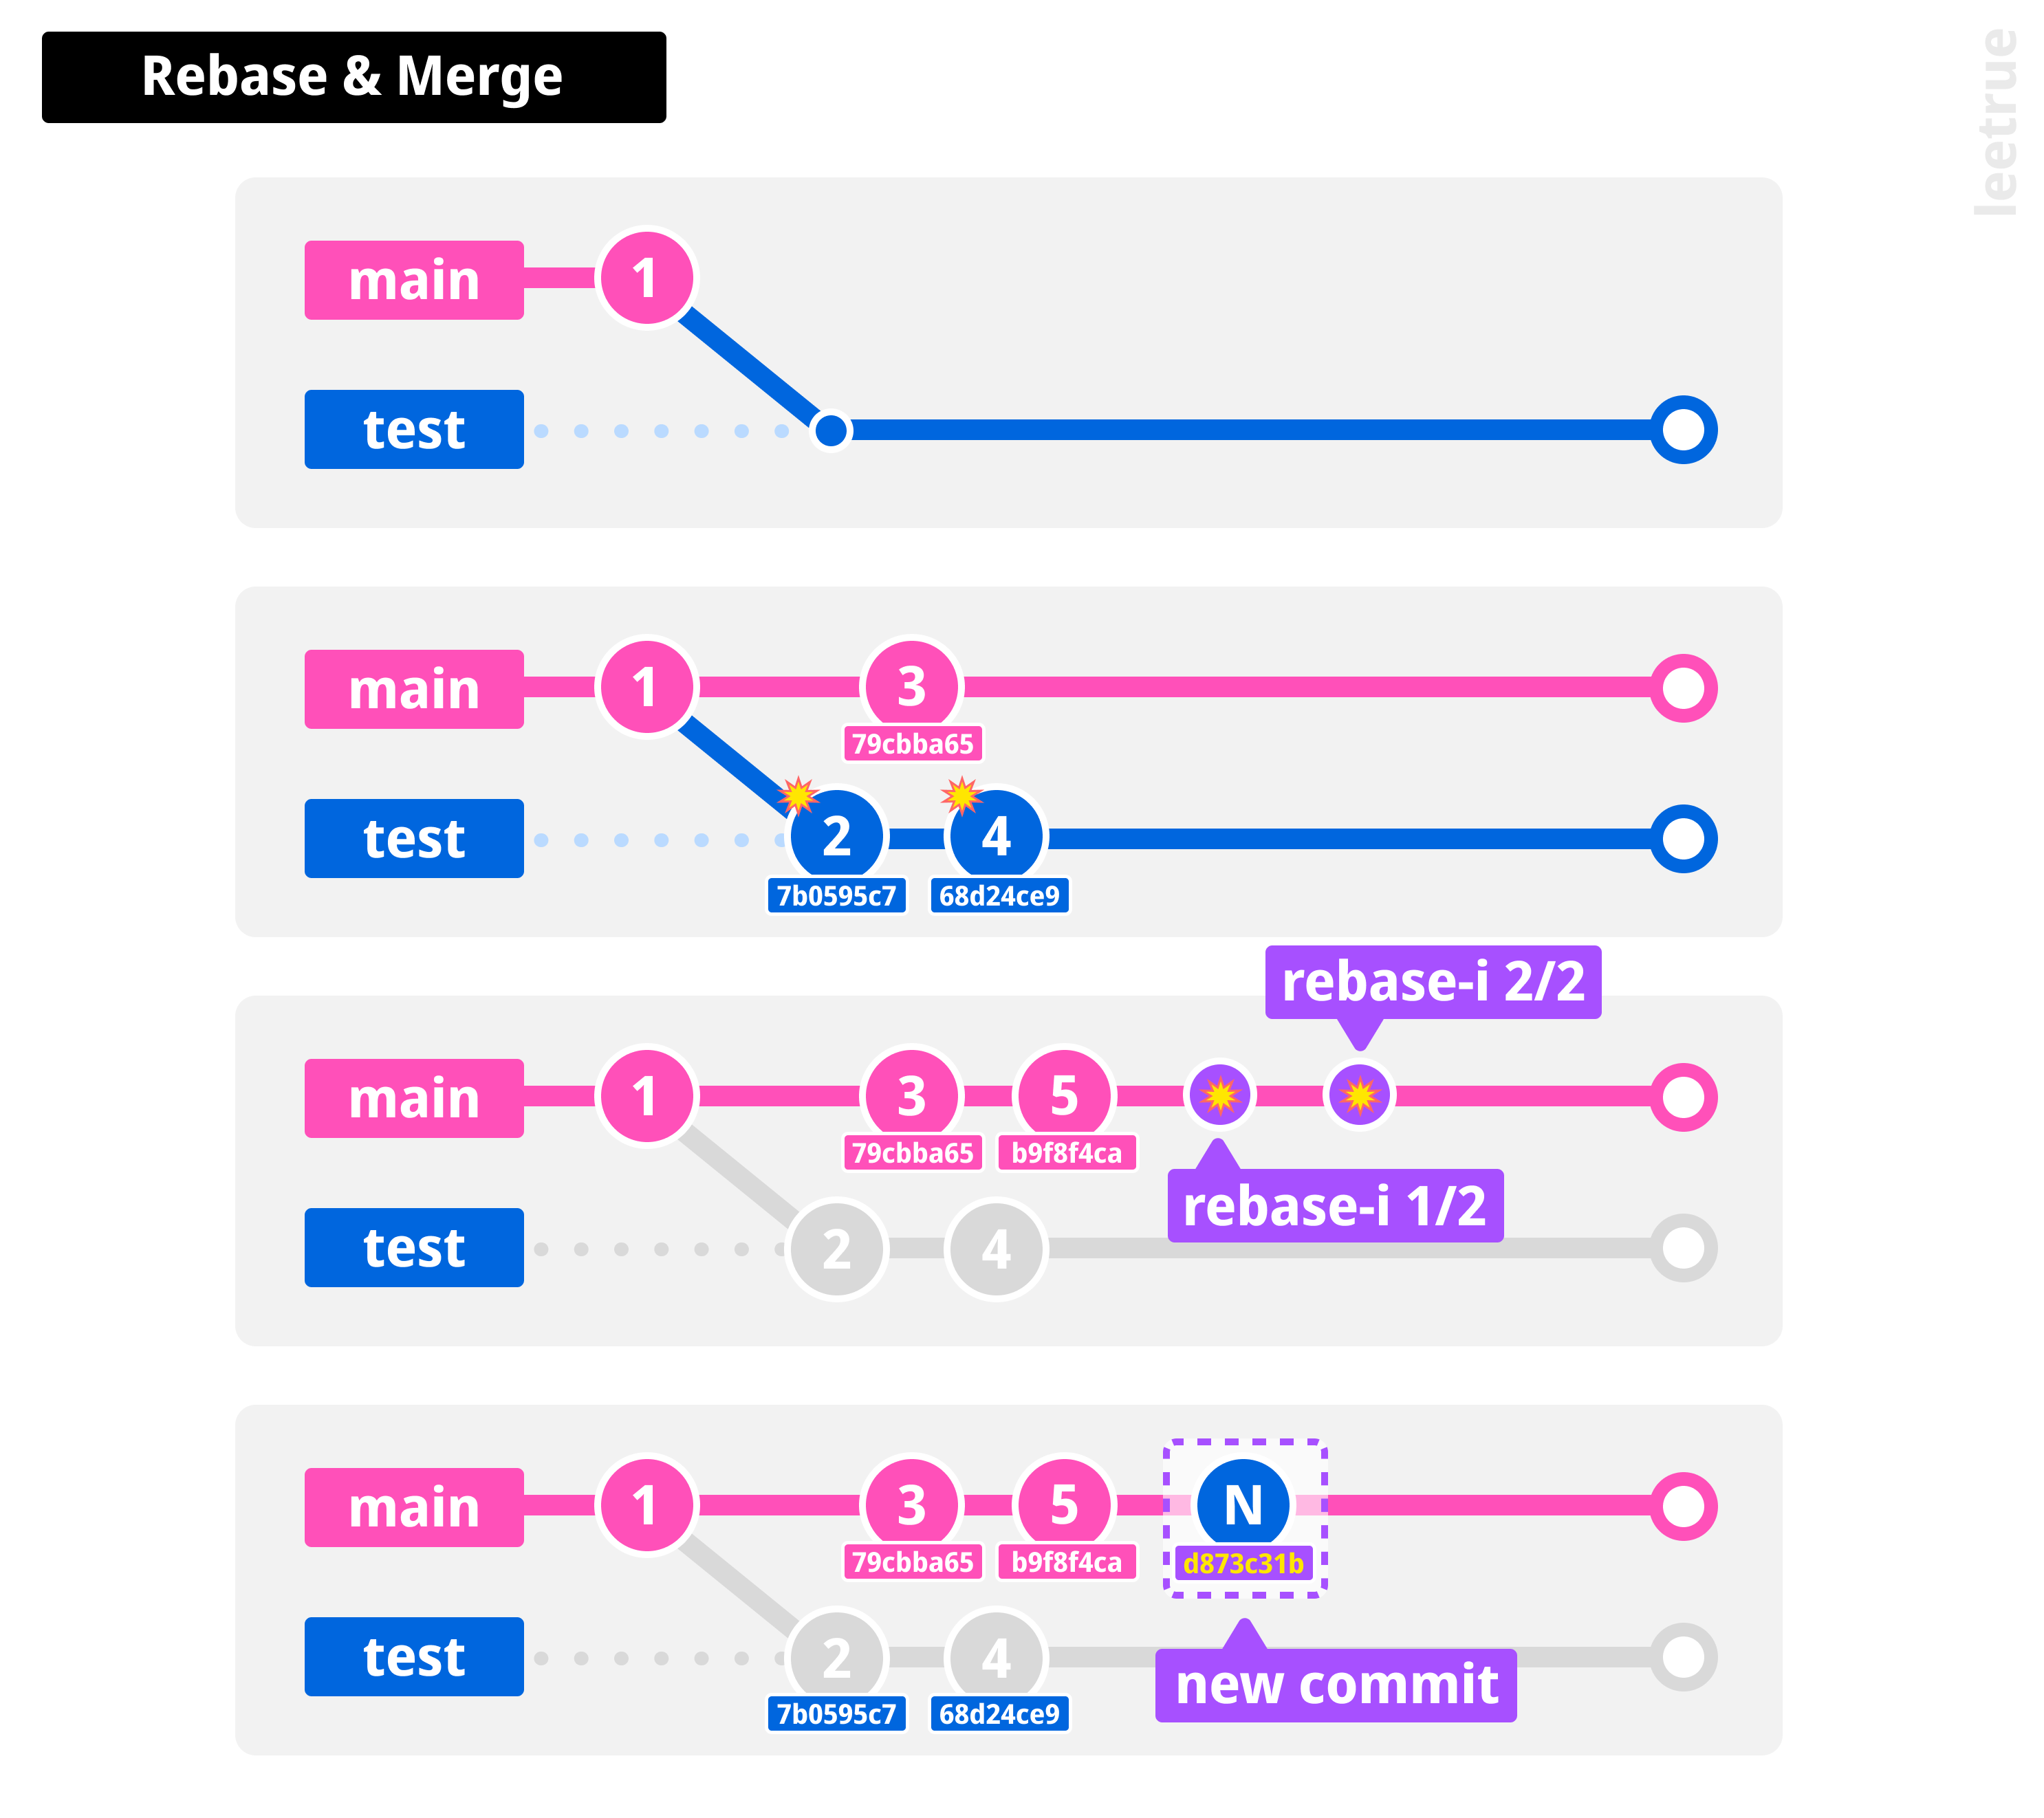 Rebase & Merge
leetrue
main
1
test
main
1
3
79cbba65
test
2
4
7b0595c7
68d24ce9
rebase-i 2/2
main
1
3
5
79cbba65
b9f8f4ca
rebase-i 1/2
test
2
4
main
1
3
5
N
79cbba65
b9f8f4ca
d873c31b
test
2
4
new commit
7b0595c7
68d24ce9